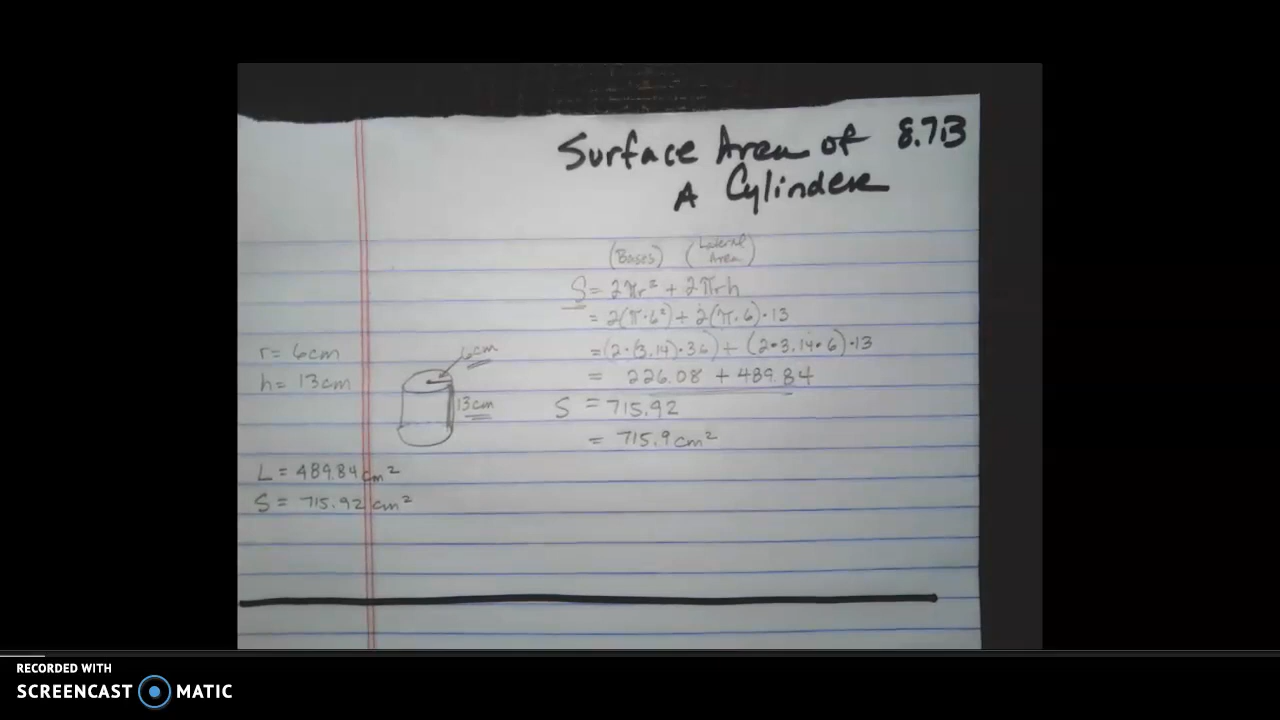 Surface Area of 8.7B
A Cylinder
(Bases) (Lateral Area)
S = 2πr² + 2πrh
= 2(π·6²) + 2(π·6)·13
r = 6cm
h = 13cm
6cm
13cm
=(2·(3.14)·36) + (2•3.14•6)·13
= 226.08 + 489.84
S = 715.92
= 715.9 cm²
L = 489.84 cm²
S = 715.92 cm²
RECORDED WITH
SCREENCAST MATIC